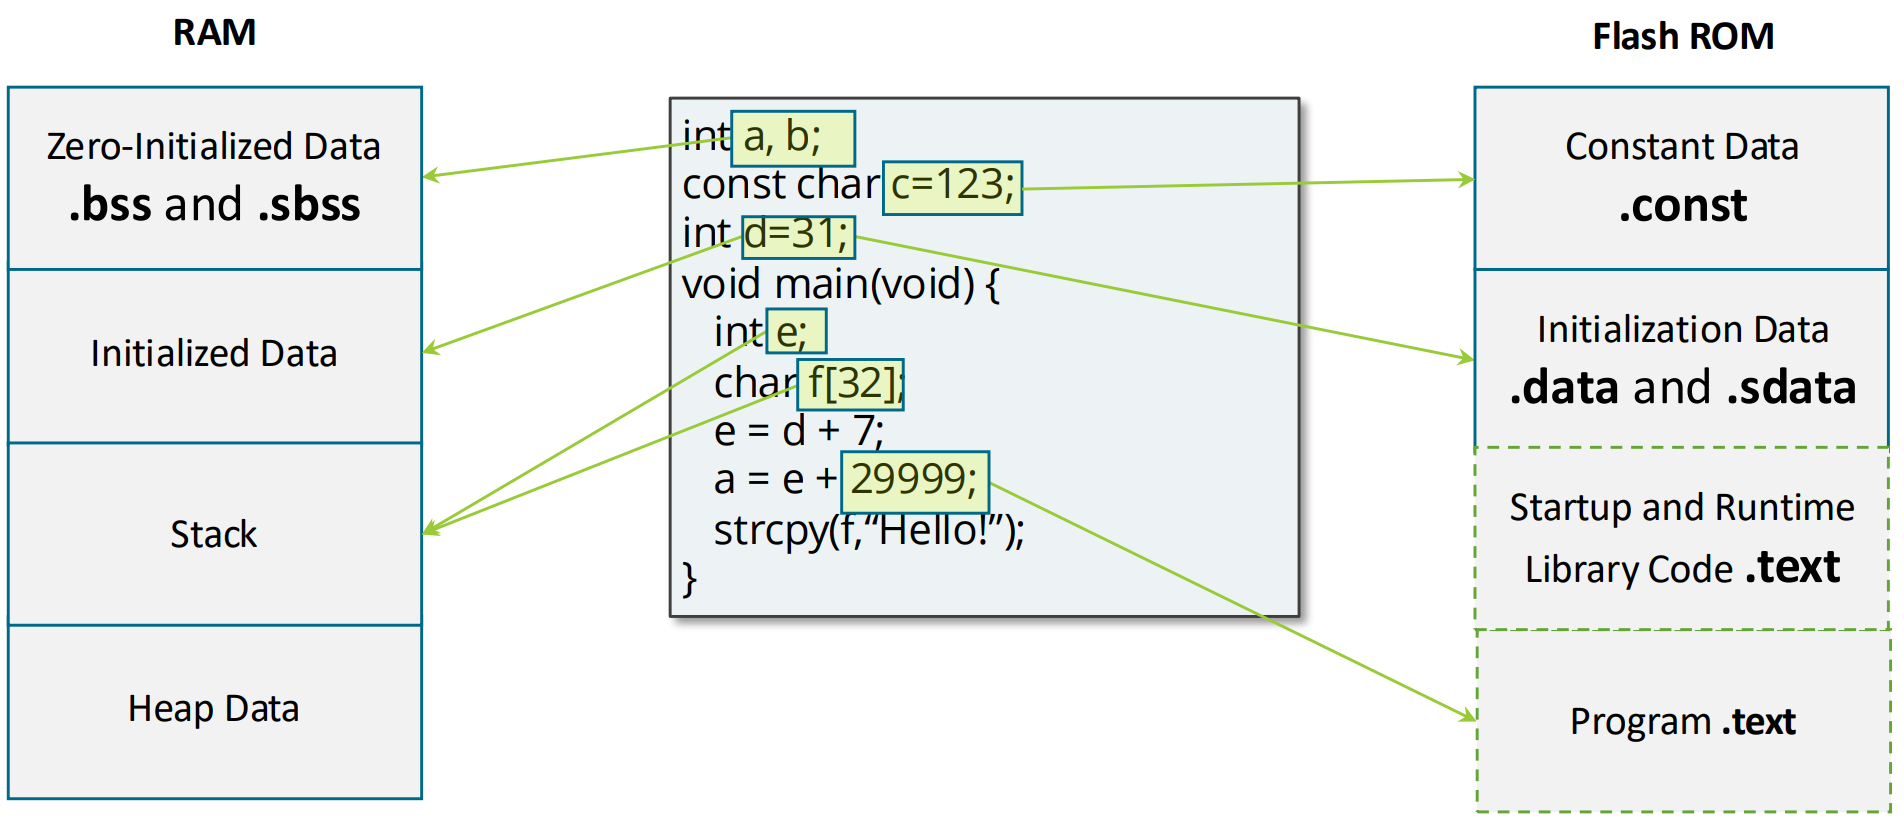 RAM
Zero-Initialized Data
.bss and .sbss
Initialized Data
Stack
Heap Data
int a, b;
const char c=123;
int d=31;
void main(void) {
int e;
char f[32];
e = d + 7;
a = e + 29999;
strcpy(f,“Hello!”);
}
Flash ROM
Constant Data
.const
Initialization Data
.data and .sdata
Startup and Runtime
Library Code .text
Program .text